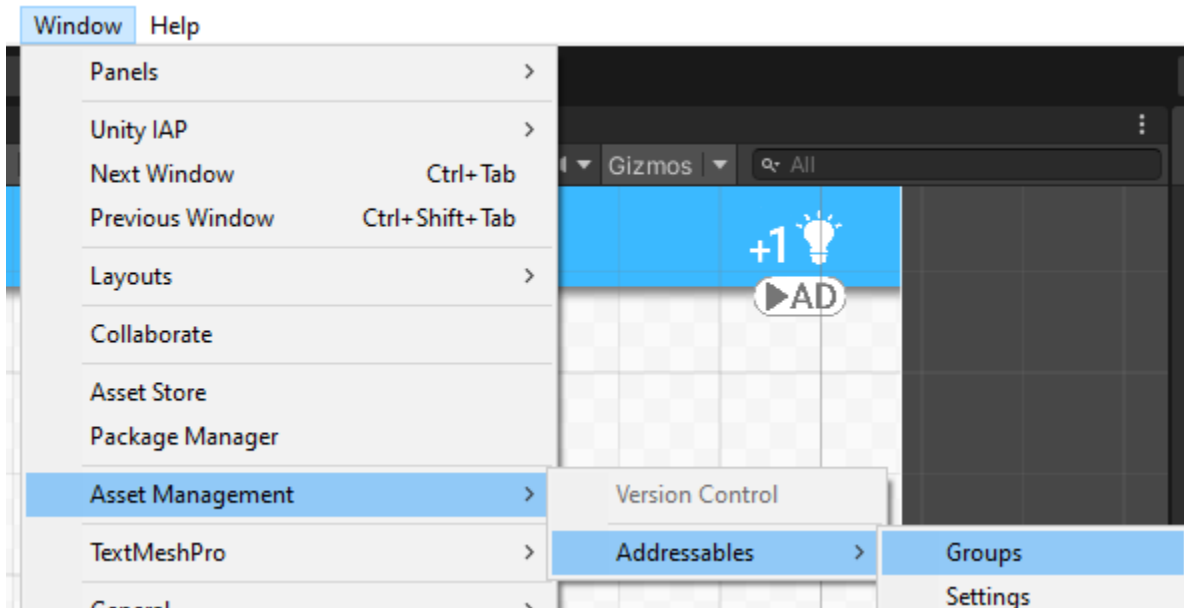 Window Help
Panels
Unity IAP
Next Window Ctrl+Tab
Previous Window Ctrl+Shift+Tab
Gizmos All
+1
AD
Layouts
Collaborate
Asset Store
Package Manager
Asset Management
Version Control
TextMeshPro
Addressables
Groups
General
Settings